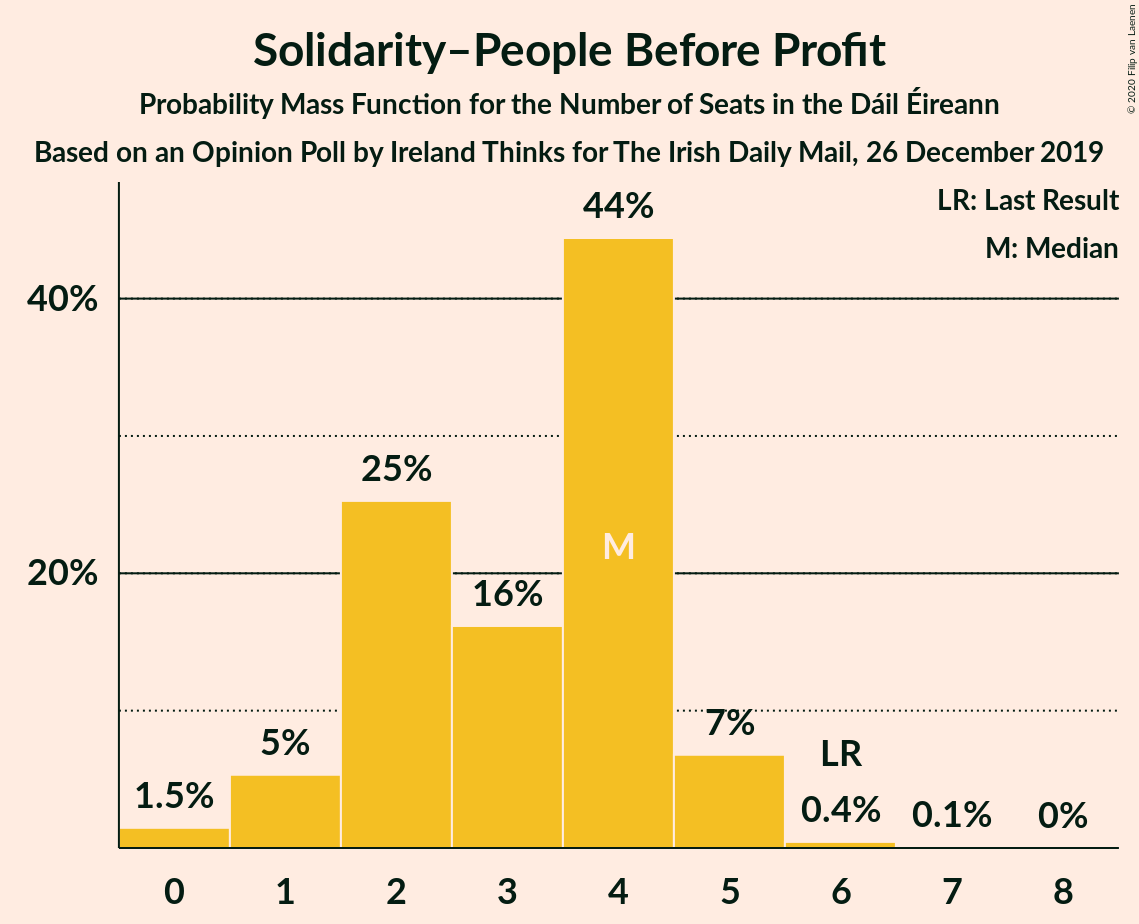 Solidarity–People Before Profit
Probability Mass Function for the Number of Seats in the Dáil Éireann
Based on an Opinion Poll by Ireland Thinks for The Irish Daily Mail, 26 December 2019
© 2020 Filip van Laenen
LR: Last Result
M: Median
40%
20%
1.5%
5%
25%
16%
44%
M
7%
LR
0.4%
0.1%
0%
0 1 2 3 4 5 6 7 8